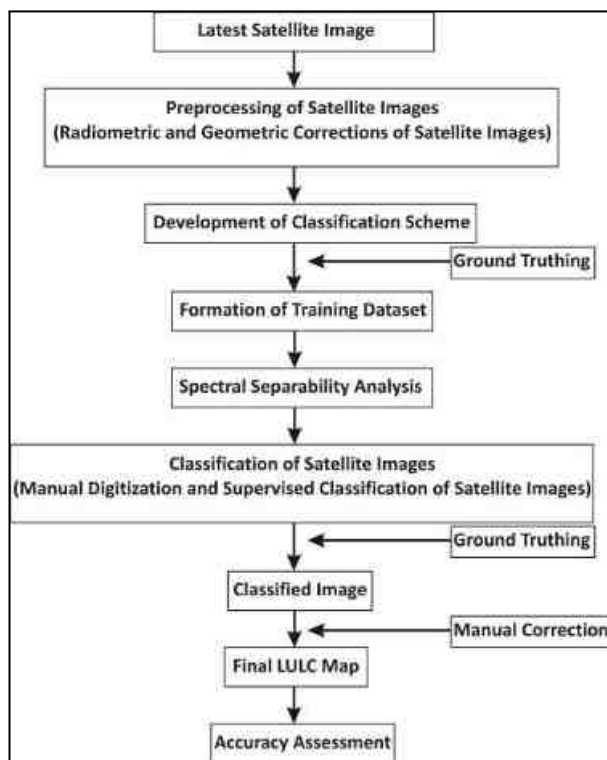 Latest Satellite Image
Preprocessing of Satellite Images
(Radiometric and Geometric Corrections of Satellite Images)
Development of Classification Scheme
Ground Truthing
Formation of Training Dataset
Spectral Separability Analysis
Classification of Satellite Images
(Manual Digitization and Supervised Classification of Satellite Images)
Ground Truthing
Classified Image
Manual Correction
Final LULC Map
Accuracy Assessment